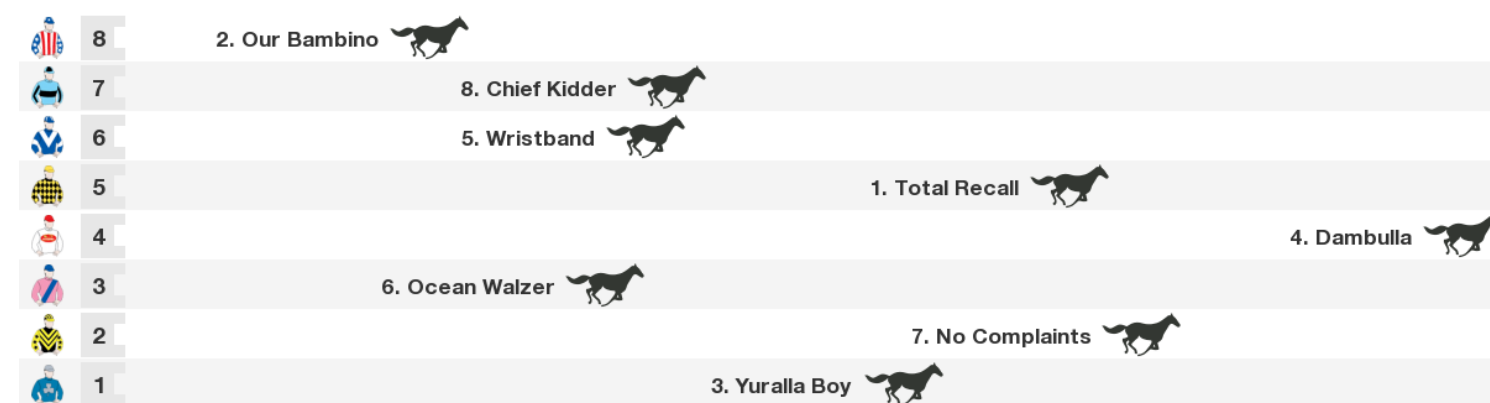 8 2. Our Bambino
7 8. Chief Kidder
6 5. Wristband
5 1. Total Recall
4 4. Dambulla
3 6. Ocean Walzer
2 7. No Complaints
1 3. Yuralla Boy